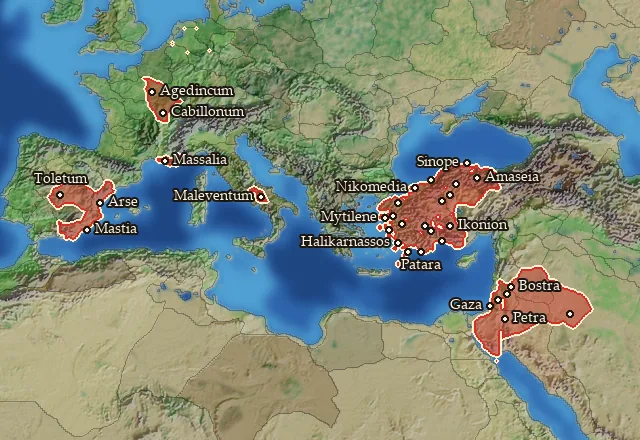 Agedincum
Cabillonum
Massalia
Sinope
Toletum
Amaseia
Maleventum
Nikomedia
Arse
Mytilene
Ikonion
Mastia
Halikarnassos
Patara
Bostra
Gaza
Petra